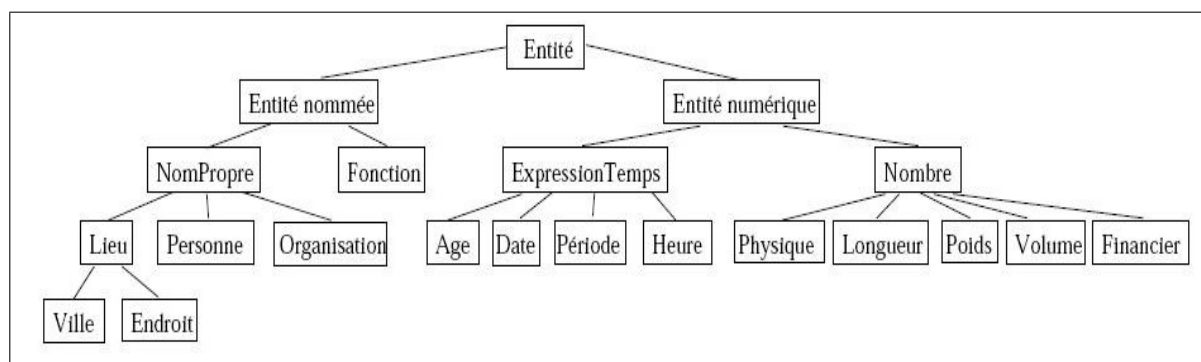 Entité
Entité nommée
Entité numérique
NomPropre
Fonction
ExpressionTemps
Nombre
Lieu
Personne
Organisation
Age
Date
Période
Heure
Physique
Longueur
Poids
Volume
Financier
Ville
Endroit